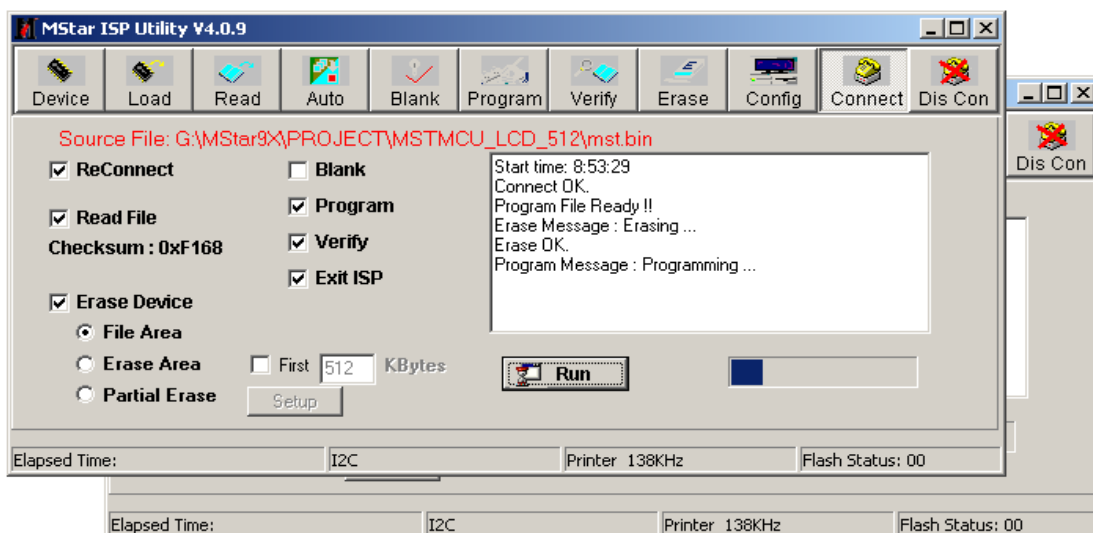 MStar ISP Utility V4.0.9
Device Load Read Auto Blank Program Verify Erase Config Connect Dis Con
Source File: G:\MStar9X\PROJECT\MSTMCU_LCD_512\mst.bin
ReConnect
Read File
Checksum : 0xF168
Erase Device
File Area
Erase Area
Partial Erase
First 512 KBytes
Setup
Blank
Program
Verify
Exit ISP
Start time: 8:53:29
Connect OK.
Program File Ready !!
Erase Message : Erasing ...
Erase OK.
Program Message : Programming ...
Run
Elapsed Time: I2C Printer 138KHz Flash Status: 00
Dis Con
Elapsed Time: I2C Printer 138KHz Flash Status: 00